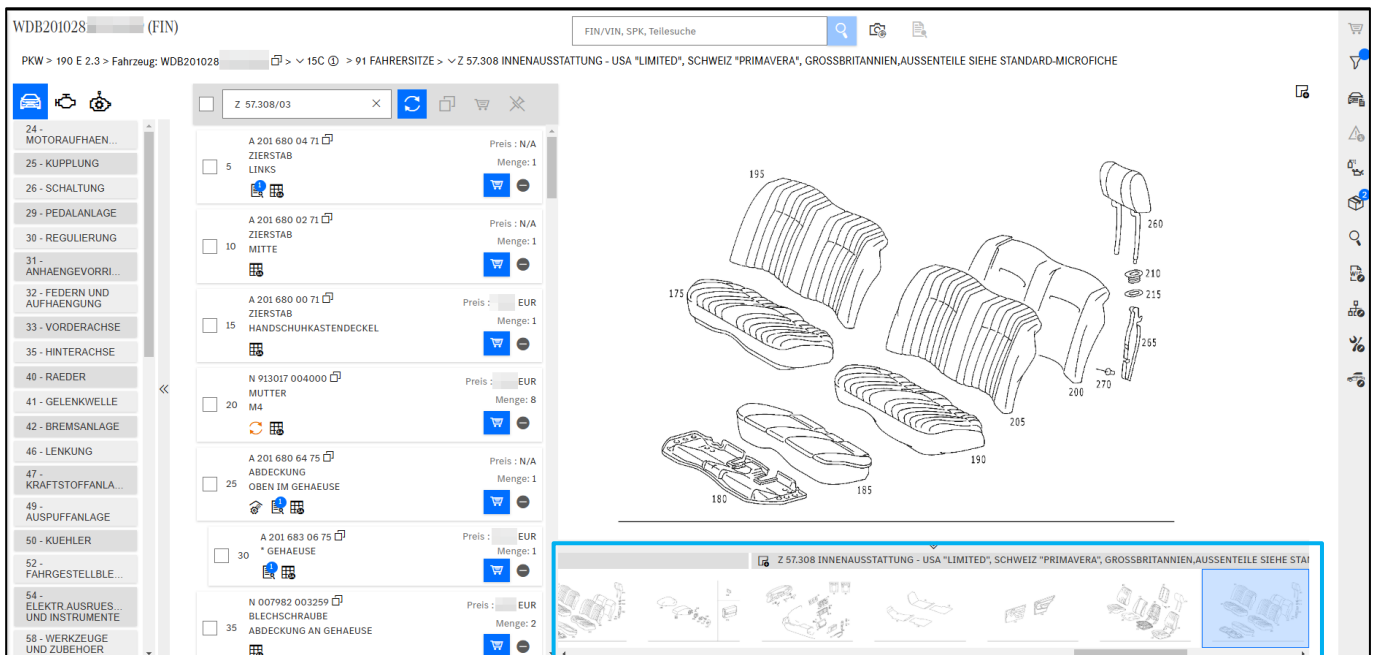 WDB201028 (FIN)
FIN/VIN, SPK, Teilesuche
PKW > 190 E 2.3 > Fahrzeug: WDB201028 > 15C > 91 FAHRERSITZE > Z 57.308 INNENAUSSTATTUNG - USA "LIMITED", SCHWEIZ "PRIMAVERA", GROSSBRITANNIEN,AUSSENTEILE SIEHE STANDARD-MICROFICHE
24 -
MOTORAUFHAEN...
25 - KUPPLUNG
26 - SCHALTUNG
29 - PEDALANLAGE
30 - REGULIERUNG
31 -
ANHAENGEVORRI...
32 - FEDERN UND
AUFHAENGUNG
33 - VORDERACHSE
35 - HINTERACHSE
40 - RAEDER
41 - GELENKWELLE
42 - BREMSANLAGE
46 - LENKUNG
47 -
KRAFTSTOFFANLA...
49 -
AUSPUFFANLAGE
50 - KUEHLER
52 -
FAHRGESTELLBLE...
54 -
ELEKTR.AUSRUES...
UND INSTRUMENTE
58 - WERKZEUGE
UND ZUBEHOER
Z 57.308/03
5
A 201 680 04 71
ZIERSTAB
LINKS
1
Preis : N/A
Menge: 1
10
A 201 680 02 71
ZIERSTAB
MITTE
Preis : N/A
Menge: 1
15
A 201 680 00 71
ZIERSTAB
HANDSCHUHKASTENDECKEL
Preis : EUR
Menge: 1
20
N 913017 004000
MUTTER
M4
Preis : EUR
Menge: 8
25
A 201 680 64 75
ABDECKUNG
OBEN IM GEHAEUSE
1
Preis : N/A
Menge: 1
30
A 201 683 06 75
* GEHAEUSE
1
Preis : EUR
Menge: 1
35
N 007982 003259
BLECHSCHRAUBE
ABDECKUNG AN GEHAEUSE
Preis : EUR
Menge: 2
195
260
210
175
215
265
270
200
205
190
185
180
Z 57.308 INNENAUSSTATTUNG - USA "LIMITED", SCHWEIZ "PRIMAVERA", GROSSBRITANNIEN,AUSSENTEILE SIEHE STAN
2